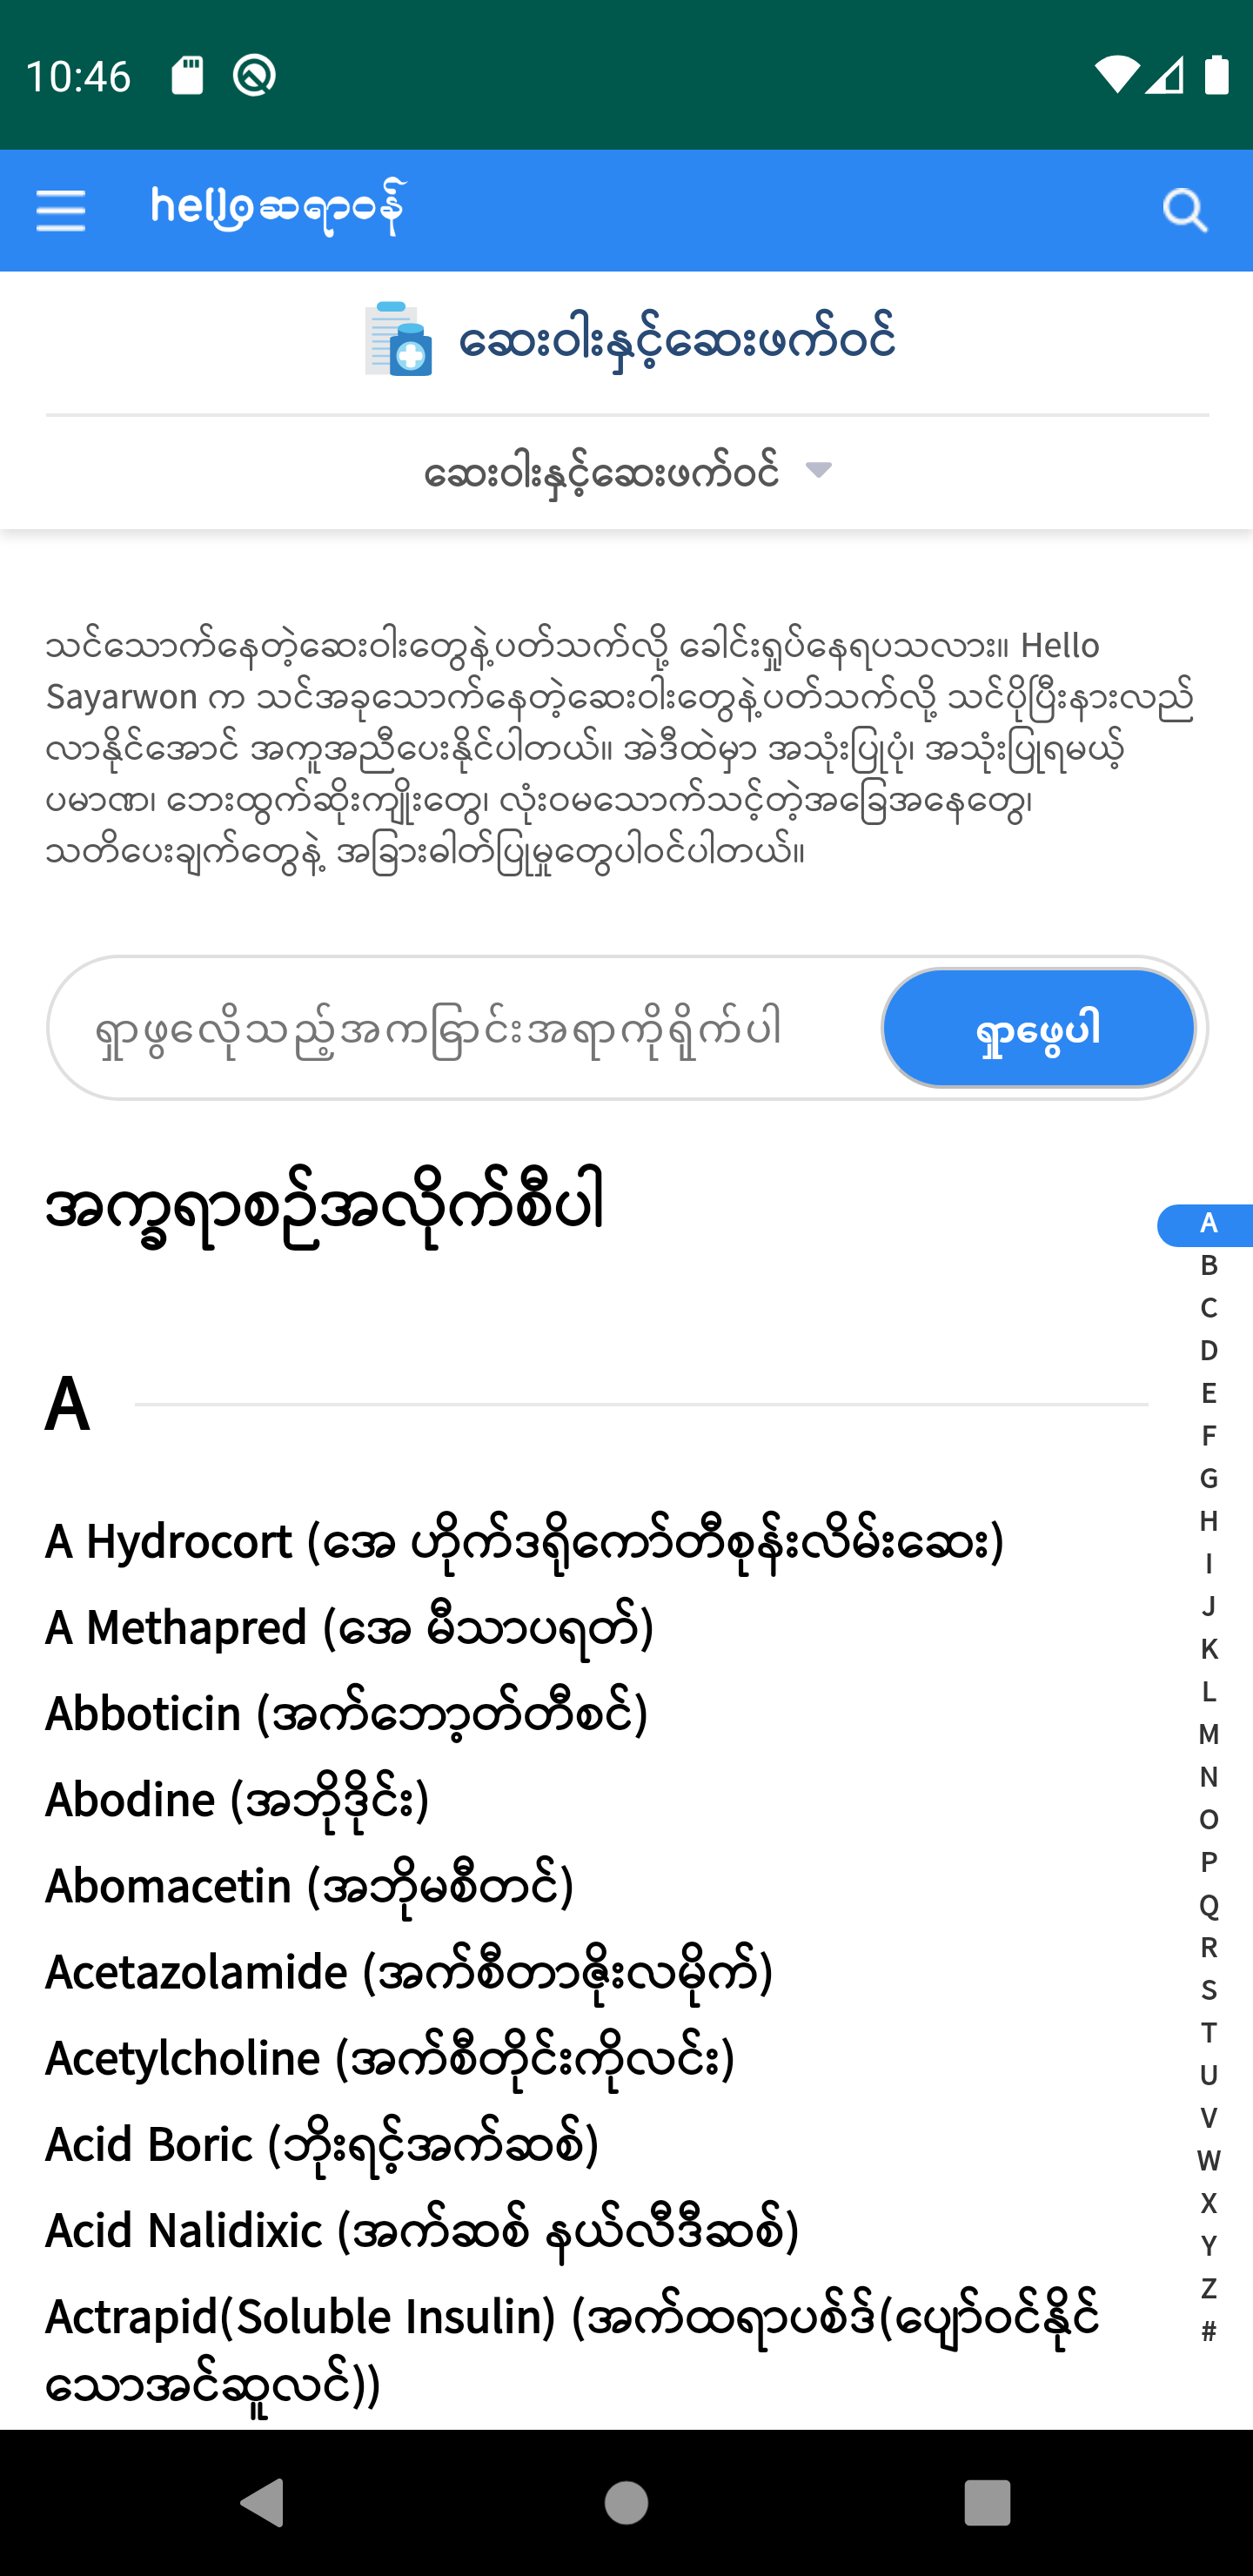 10:46
helloဆရာဝန်
ဆေးဝါးနှင့်ဆေးဖက်ဝင်
ဆေးဝါးနှင့်ဆေးဖက်ဝင်
သင်သောက်နေတဲ့ဆေးဝါးတွေနဲ့ပတ်သက်လို့ ခေါင်းရှုပ်နေရပသလား။ Hello
Sayarwon က သင်အခုသောက်နေတဲ့ဆေးဝါးတွေနဲ့ပတ်သက်လို့ သင်ပိုပြီးနားလည်
လာနိုင်အောင် အကူအညီပေးနိုင်ပါတယ်။ အဲဒီထဲမှာ အသုံးပြုပုံ၊ အသုံးပြုရမယ့်
ပမာဏ၊ ဘေးထွက်ဆိုးကျိုးတွေ၊ လုံးဝမသောက်သင့်တဲ့အခြေအနေတွေ၊
သတိပေးချက်တွေနဲ့ အခြားဓါတ်ပြုမှုတွေပါဝင်ပါတယ်။
ရှာဖွလေိုသည့်အကြောင်းအရာကိုရိုက်ပါ
ရှာဖွေပါ
အက္ခရာစဉ်အလိုက်စီပါ
A
B
C
D
E
F
G
H
I
J
K
L
M
N
O
P
Q
R
S
T
U
V
W
X
Y
Z
#
A
A Hydrocort (အေ ဟိုက်ဒရိုကော်တီစုန်းလိမ်းဆေး)
A Methapred (အေ မီသာပရတ်)
Abboticin (အက်ဘော့တ်တီစင်)
Abodine (အဘိုဒိုင်း)
Abomacetin (အဘိုမစီတင်)
Acetazolamide (အက်စီတာဇိုးလမိုက်)
Acetylcholine (အက်စီတိုင်းကိုလင်း)
Acid Boric (ဘိုးရင့်အက်ဆစ်)
Acid Nalidixic (အက်ဆစ် နယ်လီဒီဆစ်)
Actrapid(Soluble Insulin) (အက်ထရာပစ်ဒ်(ပျော်ဝင်နိုင်
သောအင်ဆူလင်))